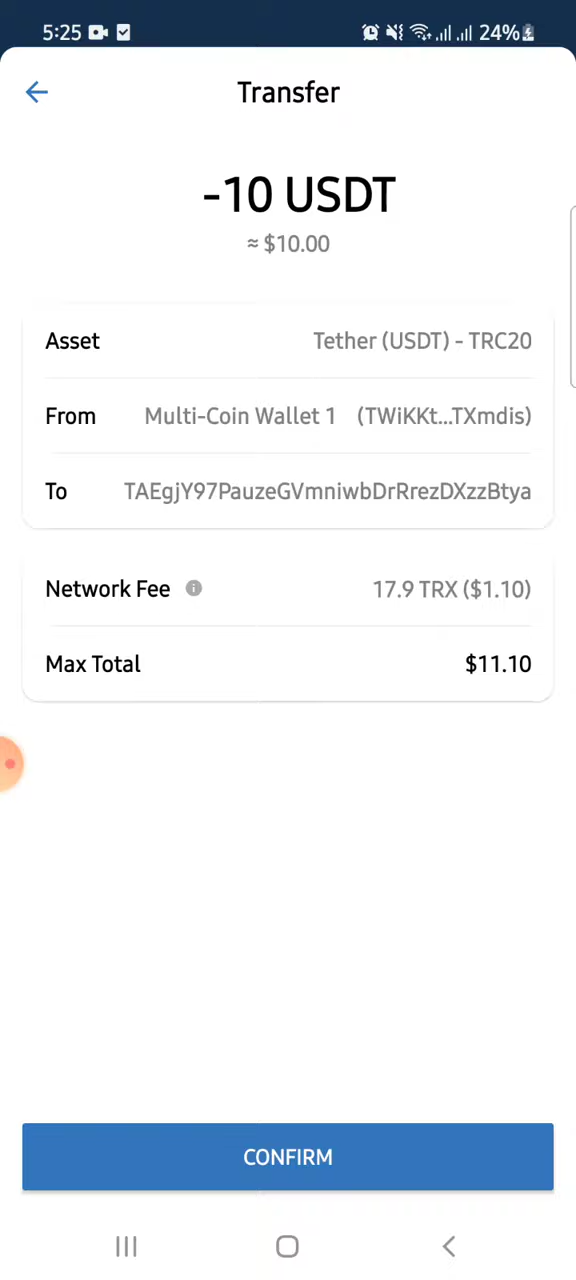 5:25 24%
Transfer
-10 USDT
≈ $10.00
Asset Tether (USDT) - TRC20
From Multi-Coin Wallet 1 (TWiKKt...TXmdis)
To TAEgjY97PauzeGVmniwbDrRrezDXzzBtya
Network Fee 17.9 TRX ($1.10)
Max Total $11.10
CONFIRM